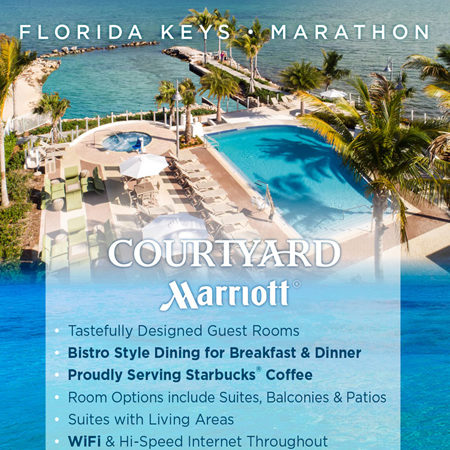 FLORIDA KEYS • MARATHON
COURTYARD
Marriott®
• Tastefully Designed Guest Rooms
• Bistro Style Dining for Breakfast & Dinner
• Proudly Serving Starbucks® Coffee
• Room Options include Suites, Balconies & Patios
• Suites with Living Areas
• WiFi & Hi-Speed Internet Throughout